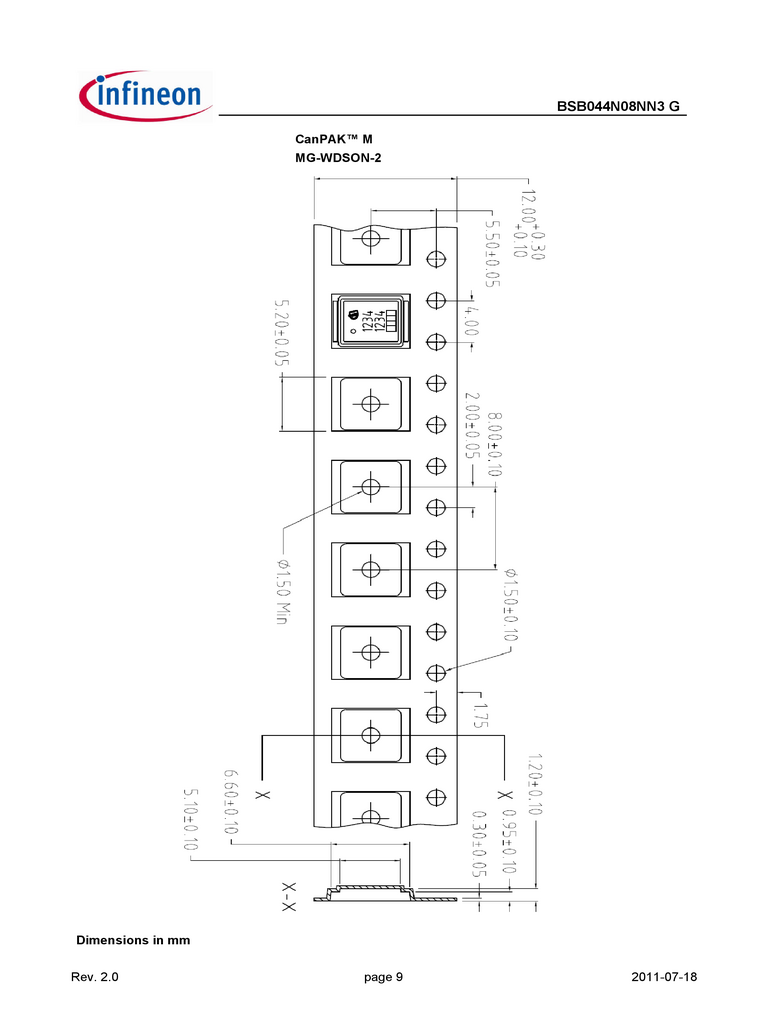 infineon
BSB044N08NN3 G
CanPAK™ M
MG-WDSON-2
12.00+0.30
+0.10
5.50±0.05
4.00
1234
1234
5.20±0.05
2.00±0.05
8.00±0.10
⌀1.50 Min
⌀1.50±0.10
1.75
X
X
1.20±0.10
0.95±0.10
0.30±0.05
6.60±0.10
5.10±0.10
X-X
Dimensions in mm
Rev. 2.0
page 9
2011-07-18